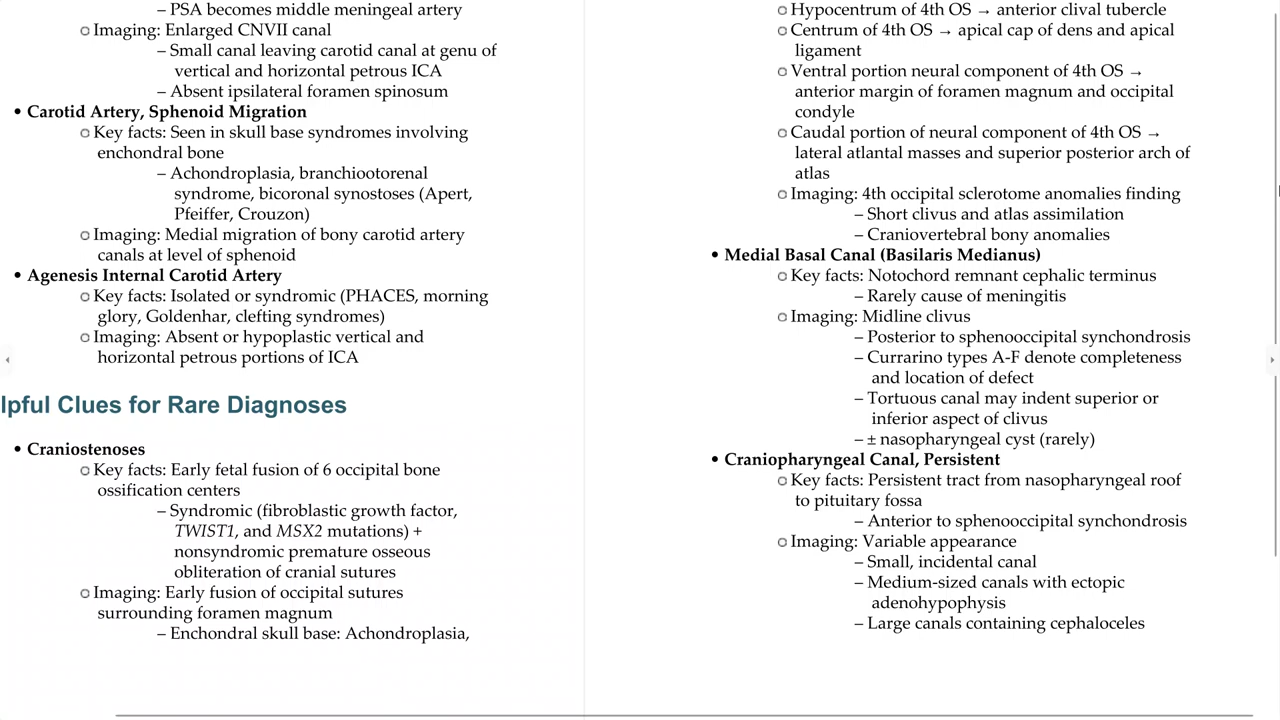 – PSA becomes middle meningeal artery
○ Imaging: Enlarged CNVII canal
– Small canal leaving carotid canal at genu of
vertical and horizontal petrous ICA
– Absent ipsilateral foramen spinosum
• Carotid Artery, Sphenoid Migration
○ Key facts: Seen in skull base syndromes involving
enchondral bone
– Achondroplasia, branchiootorenal
syndrome, bicoronal synostoses (Apert,
Pfeiffer, Crouzon)
○ Imaging: Medial migration of bony carotid artery
canals at level of sphenoid
• Agenesis Internal Carotid Artery
○ Key facts: Isolated or syndromic (PHACES, morning
glory, Goldenhar, clefting syndromes)
○ Imaging: Absent or hypoplastic vertical and
horizontal petrous portions of ICA
lpful Clues for Rare Diagnoses
• Craniostenoses
○ Key facts: Early fetal fusion of 6 occipital bone
ossification centers
– Syndromic (fibroblastic growth factor,
TWIST1, and MSX2 mutations) +
nonsyndromic premature osseous
obliteration of cranial sutures
○ Imaging: Early fusion of occipital sutures
surrounding foramen magnum
– Enchondral skull base: Achondroplasia,
○ Hypocentrum of 4th OS → anterior clival tubercle
○ Centrum of 4th OS → apical cap of dens and apical
ligament
○ Ventral portion neural component of 4th OS →
anterior margin of foramen magnum and occipital
condyle
○ Caudal portion of neural component of 4th OS →
lateral atlantal masses and superior posterior arch of
atlas
○ Imaging: 4th occipital sclerotome anomalies finding
– Short clivus and atlas assimilation
– Craniovertebral bony anomalies
• Medial Basal Canal (Basilaris Medianus)
○ Key facts: Notochord remnant cephalic terminus
– Rarely cause of meningitis
○ Imaging: Midline clivus
– Posterior to sphenooccipital synchondrosis
– Currarino types A-F denote completeness
and location of defect
– Tortuous canal may indent superior or
inferior aspect of clivus
– ± nasopharyngeal cyst (rarely)
• Craniopharyngeal Canal, Persistent
○ Key facts: Persistent tract from nasopharyngeal roof
to pituitary fossa
– Anterior to sphenooccipital synchondrosis
○ Imaging: Variable appearance
– Small, incidental canal
– Medium-sized canals with ectopic
adenohypophysis
– Large canals containing cephaloceles